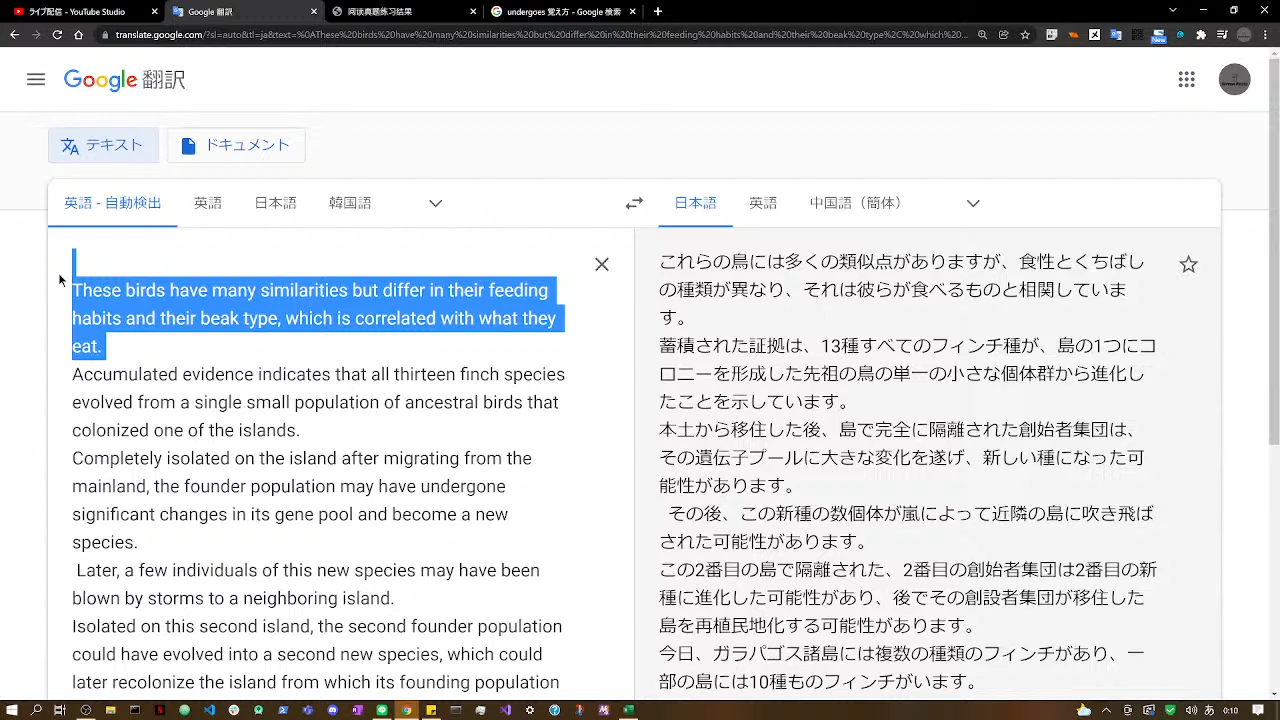 ライブ配信 - YouTube Studio
Google 翻訳
阅读真题练习结果
undergoes 覚え方 - Google 検索
translate.google.com/?sl=auto&tl=ja&text=%0AThese%20birds%20have%20many%20similarities%20but%20differ%20in%20their%20feeding%20habits%20and%20their%20beak%20type%2C%20which%20is%20correlated%20with%20what%20they%20...
New
Google 翻訳
テキスト
ドキュメント
英語 - 自動検出
英語
日本語
韓国語
日本語
英語
中国語（簡体）
These birds have many similarities but differ in their feeding
habits and their beak type, which is correlated with what they
eat.
Accumulated evidence indicates that all thirteen finch species
evolved from a single small population of ancestral birds that
colonized one of the islands.
Completely isolated on the island after migrating from the
mainland, the founder population may have undergone
significant changes in its gene pool and become a new
species.
Later, a few individuals of this new species may have been
blown by storms to a neighboring island.
Isolated on this second island, the second founder population
could have evolved into a second new species, which could
later recolonize the island from which its founding population
これらの鳥には多くの類似点がありますが、食性とくちばし
の種類が異なり、それは彼らが食べるものと相関していま
す。
蓄積された証拠は、13種すべてのフィンチ種が、島の1つにコ
ロニーを形成した先祖の鳥の単一の小さな個体群から進化し
たことを示しています。
本土から移住した後、島で完全に隔離された創始者集団は、
その遺伝子プールに大きな変化を遂げ、新しい種になった可
能性があります。
その後、この新種の数個体が嵐によって近隣の島に吹き飛ば
された可能性があります。
この2番目の島で隔離された、2番目の創始者集団は2番目の新
種に進化した可能性があり、後でその創設者集団が移住した
島を再植民地化する可能性があります。
今日、ガラパゴス諸島には複数の種類のフィンチがあり、一
部の島には10種ものフィンチがいます。
あ
0:10